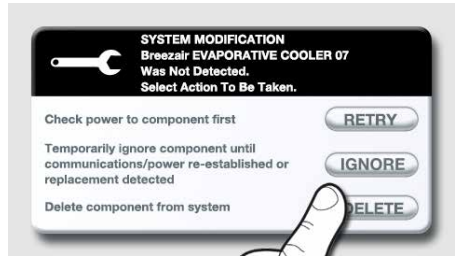 SYSTEM MODIFICATION
Breezair EVAPORATIVE COOLER 07
Was Not Detected.
Select Action To Be Taken.
Check power to component first
RETRY
Temporarily ignore component until
communications/power re-established or
replacement detected
IGNORE
Delete component from system
DELETE